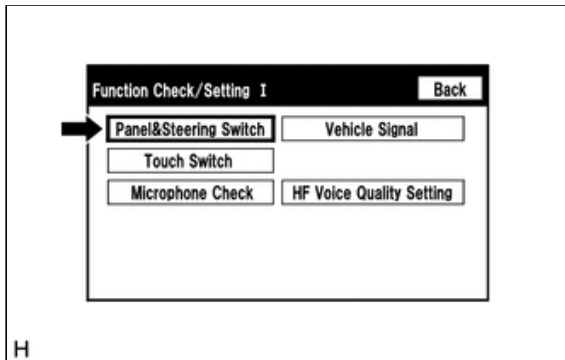 Function Check/Setting I
Back
Panel&Steering Switch
Vehicle Signal
Touch Switch
Microphone Check
HF Voice Quality Setting
H